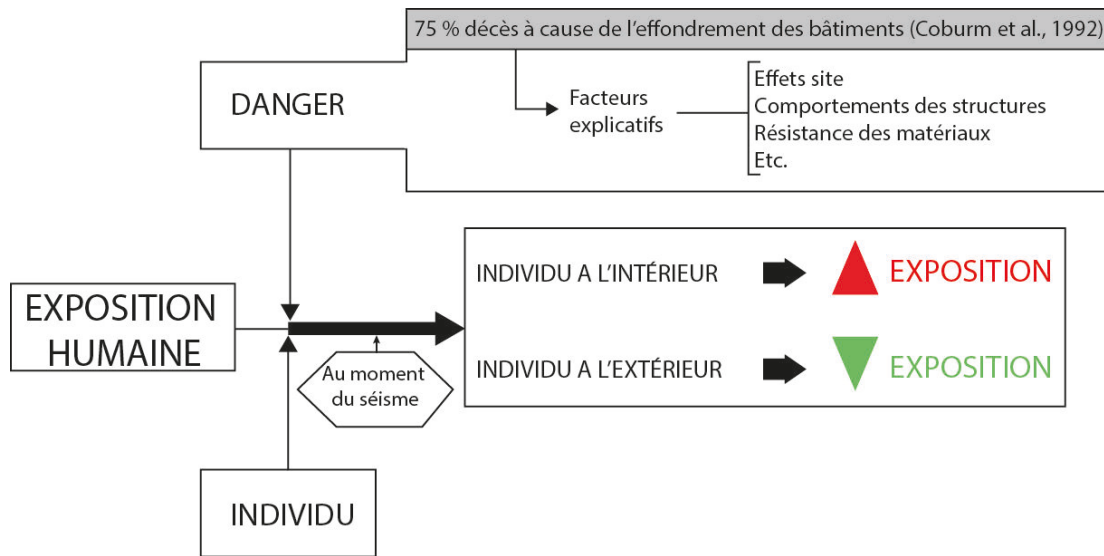 75 % décès à cause de l’effondrement des bâtiments (Coburm et al., 1992)
DANGER
Facteurs
explicatifs
Effets site
Comportements des structures
Résistance des matériaux
Etc.
EXPOSITION
HUMAINE
Au moment
du séisme
INDIVIDU A L’INTÉRIEUR
EXPOSITION
INDIVIDU A L’EXTÉRIEUR
EXPOSITION
INDIVIDU